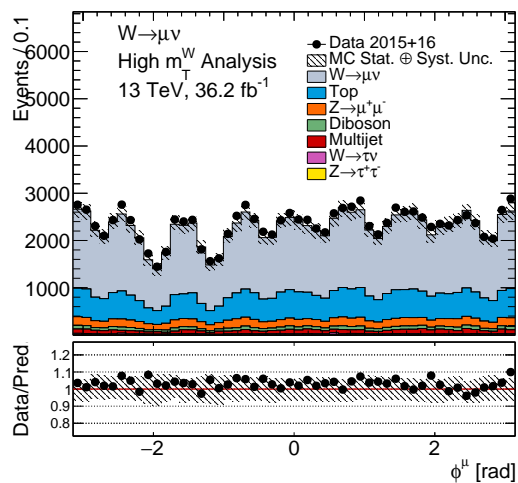 Events / 0.1
6000
5000
4000
3000
2000
1000
W→μν
High m_T^W Analysis
13 TeV, 36.2 fb⁻¹
Data 2015+16
MC Stat. ⊕ Syst. Unc.
W→μν
Top
Z→μ⁺μ⁻
Diboson
Multijet
W→τν
Z→τ⁺τ⁻
Data/Pred
1.2
1.1
1
0.9
0.8
−2
0
2
φ^μ [rad]